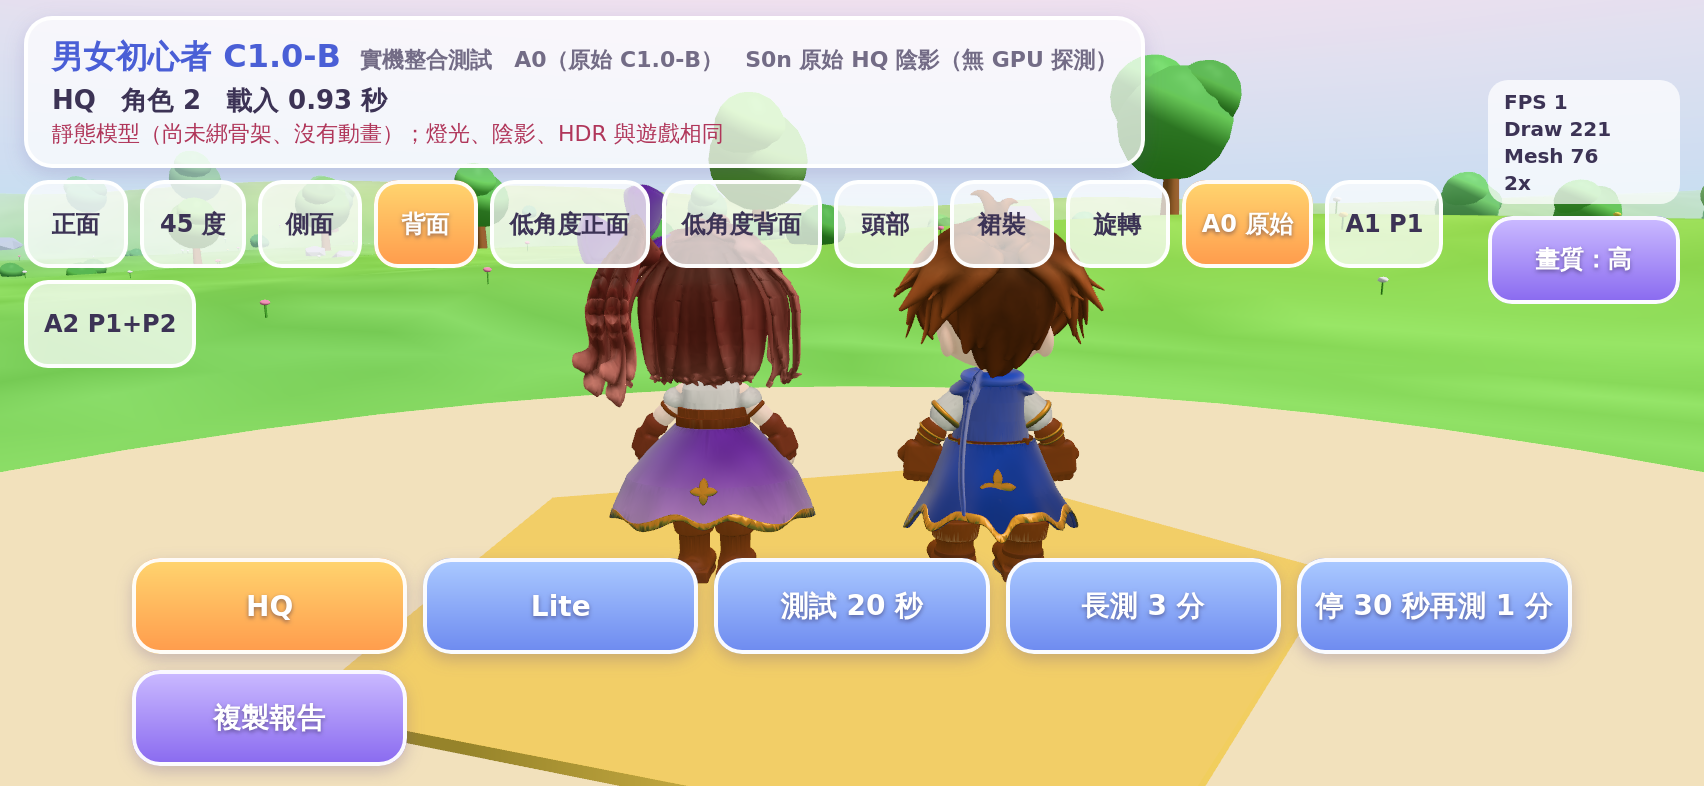 男女初心者 C1.0-B 實機整合測試 A0（原始 C1.0-B） S0n 原始 HQ 陰影（無 GPU 探測）
HQ 角色 2 載入 0.93 秒
靜態模型（尚未綁骨架、沒有動畫）；燈光、陰影、HDR 與遊戲相同
FPS 1
Draw 221
Mesh 76
2x
正面 45 度 側面 背面 低角度正面 低角度背面 頭部 裙裝 旋轉 A0 原始 A1 P1
畫質：高
A2 P1+P2
HQ Lite 測試 20 秒 長測 3 分 停 30 秒再測 1 分
複製報告